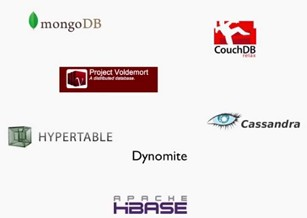 mongoDB
CouchDB
relax
Project Voldemort
A distributed database.
Cassandra
HYPERTABLE
Dynomite
APACHE
HBASE